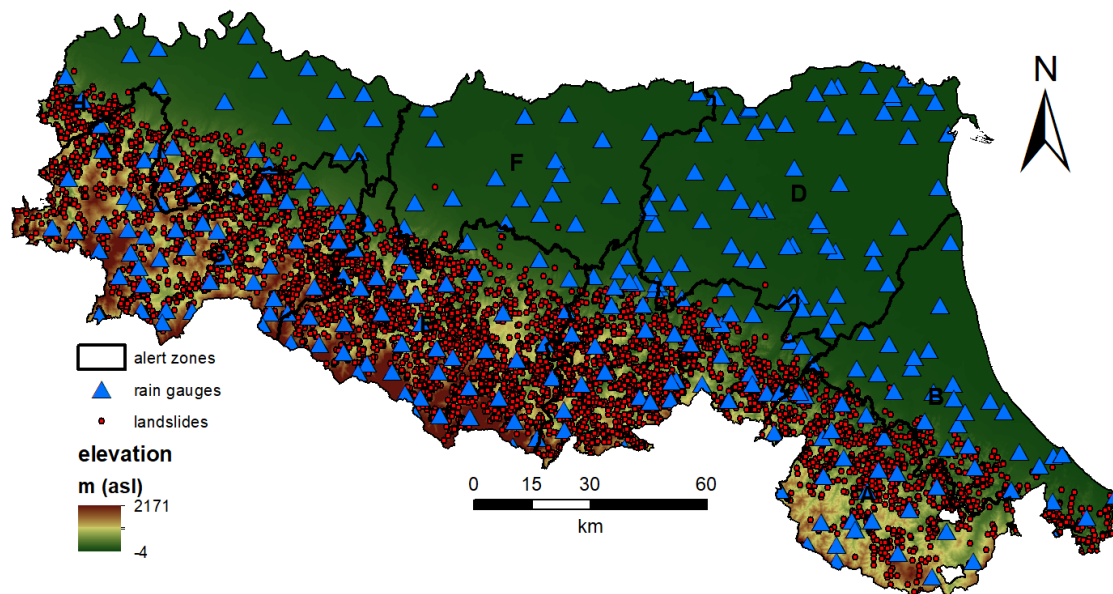 N
F
D
B
A
alert zones
rain gauges
landslides
elevation
m (asl)
2171
-4
0 15 30 60
km